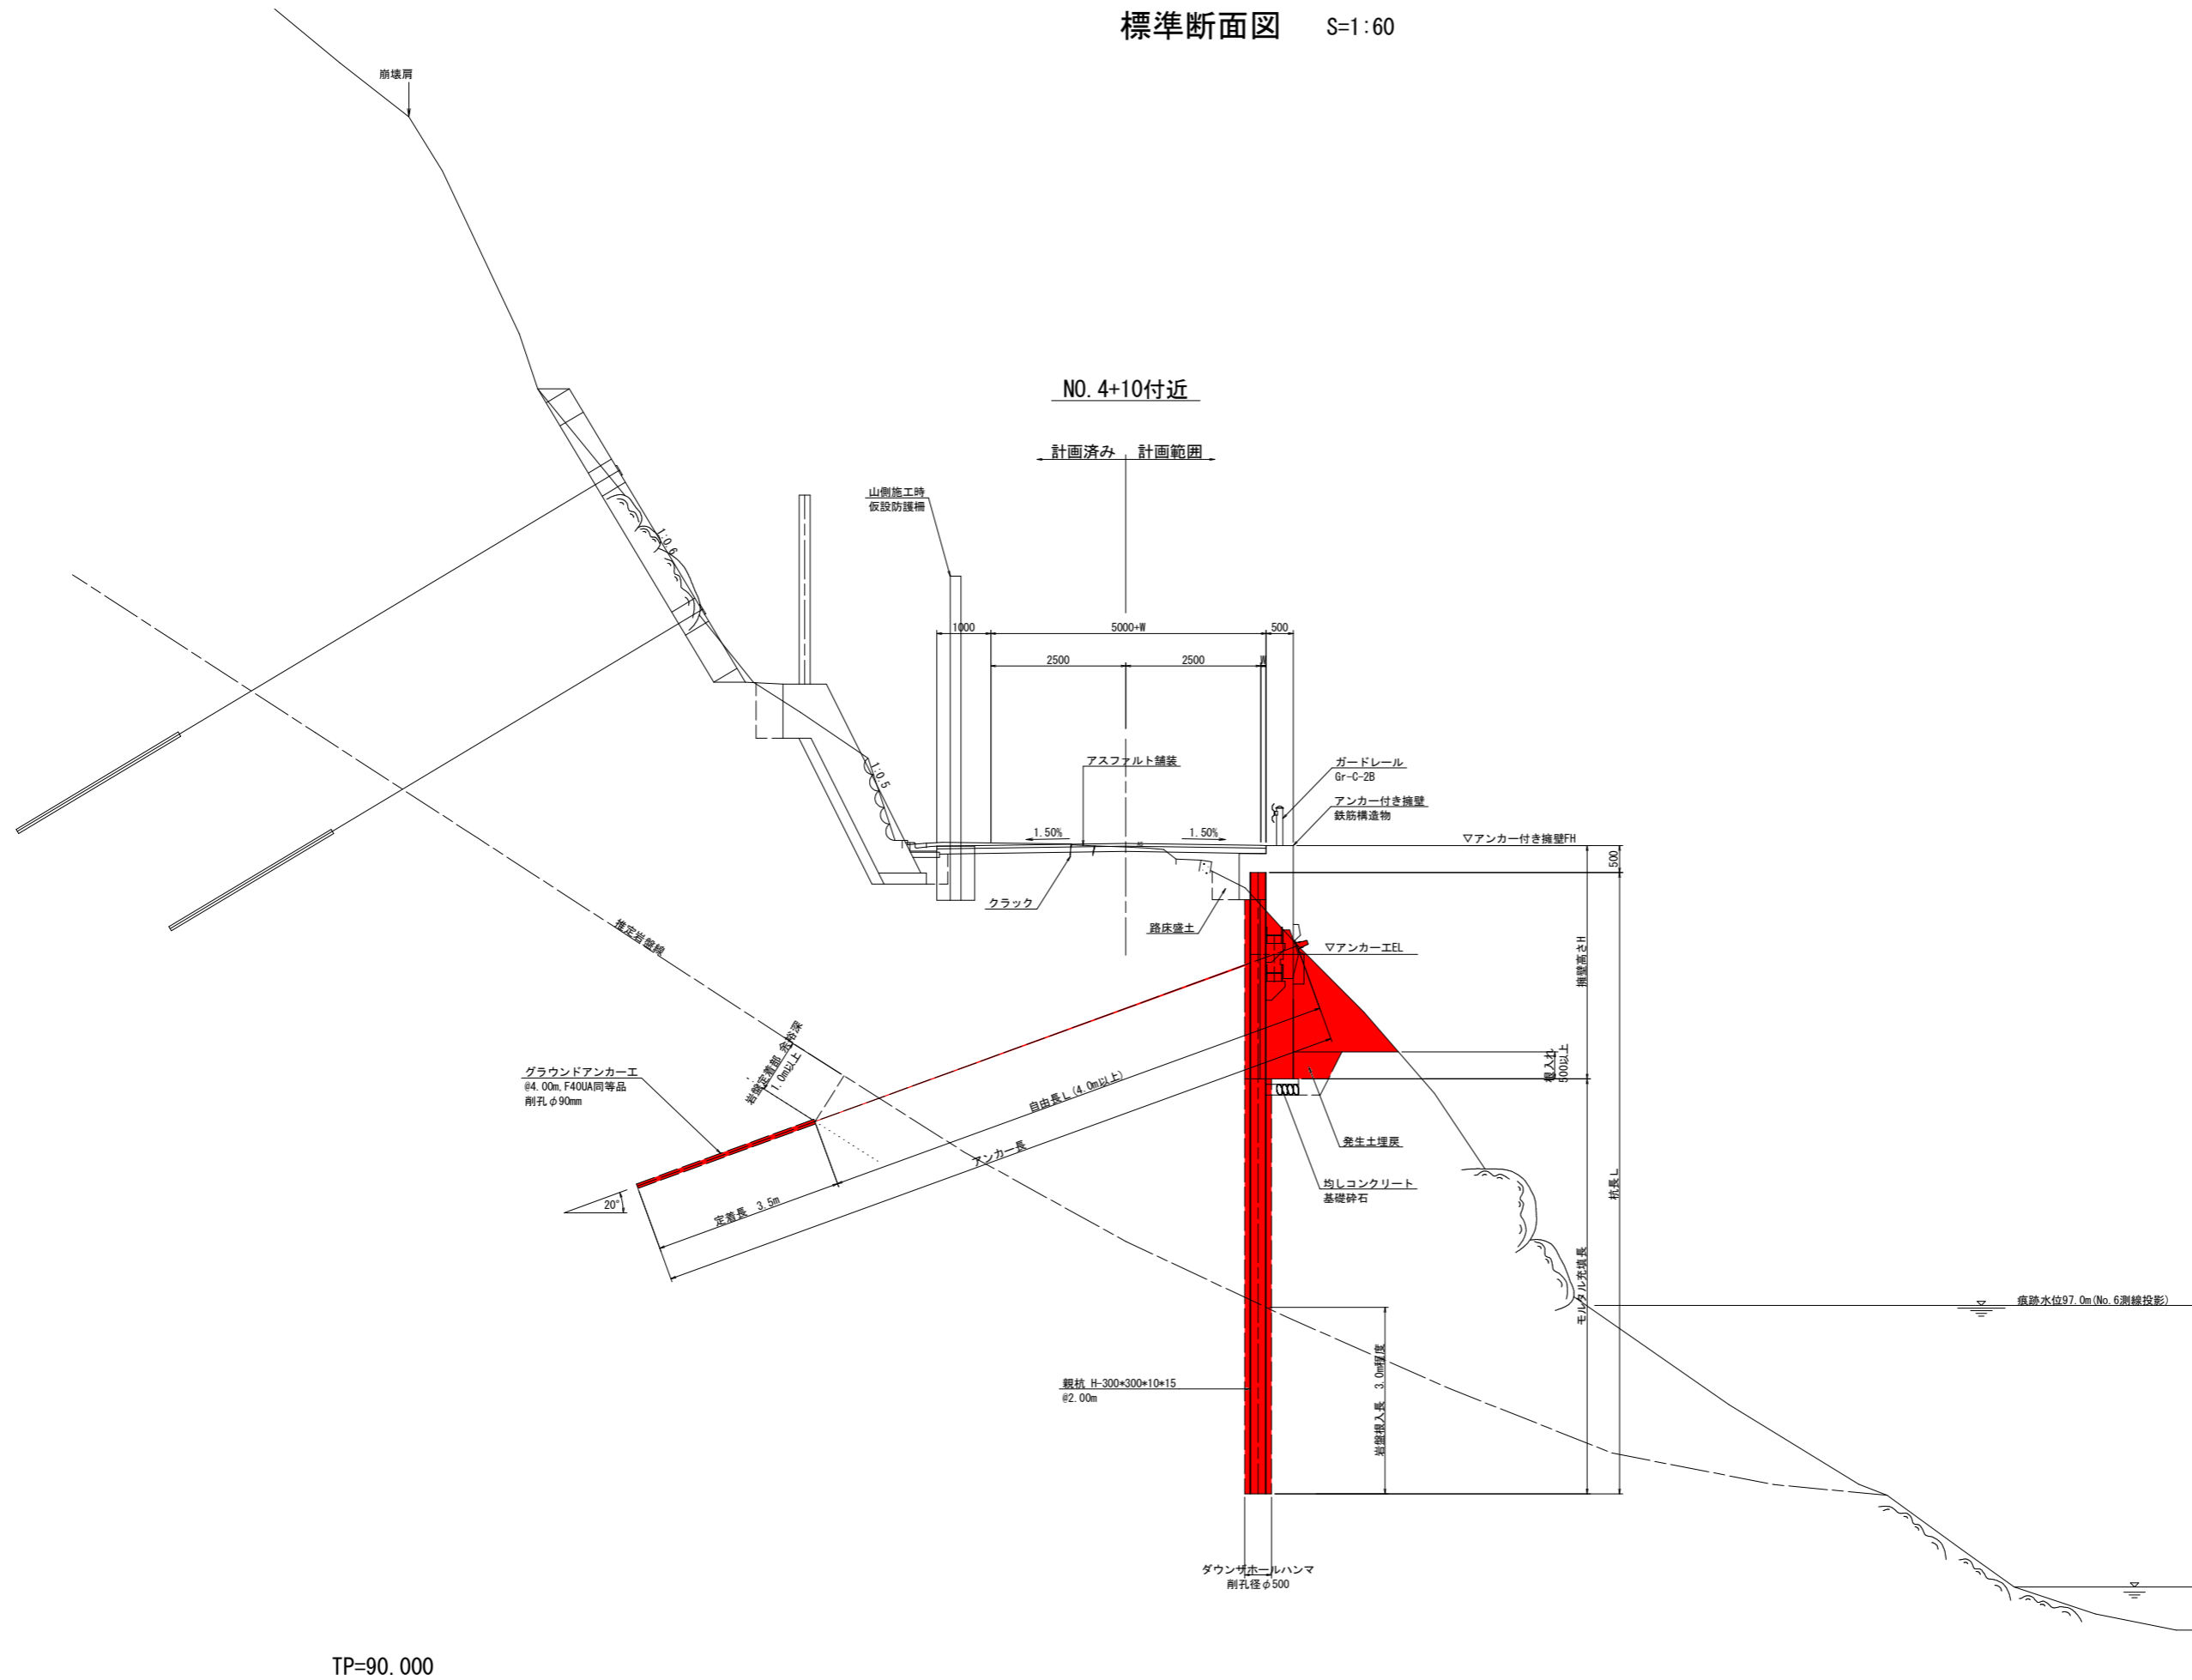 標準断面図 S=1:60
崩壊肩
NO.4+10付近
計画済み 計画範囲
山側施工時
仮設防護柵
1:0.6
1000 5000+W 500
2500 2500 W
アスファルト舗装
ガードレール
Gr-C-2B
1:0.5
アンカー付き擁壁
鉄筋構造物
1.50% 1.50%
▽アンカー付き擁壁FH
500
クラック
路床盛土
推定岩盤線
▽アンカー工EL
擁壁高さH
岩盤定着部 余裕深
1.0m以上
根入れ
500以上
グラウンドアンカー工
@4.00m,F40UA同等品
削孔φ90mm
自由長L(4.0m以上)
アンカー長
発生土埋戻
均しコンクリート
基礎砕石
杭長L
20°
定着長 3.5m
モルタル充填長
痕跡水位97.0m(No.6測線投影)
岩盤根入長 3.0m程度
親杭 H-300*300*10*15
@2.00m
ダウンザホールハンマ
削孔径φ500
TP=90.000